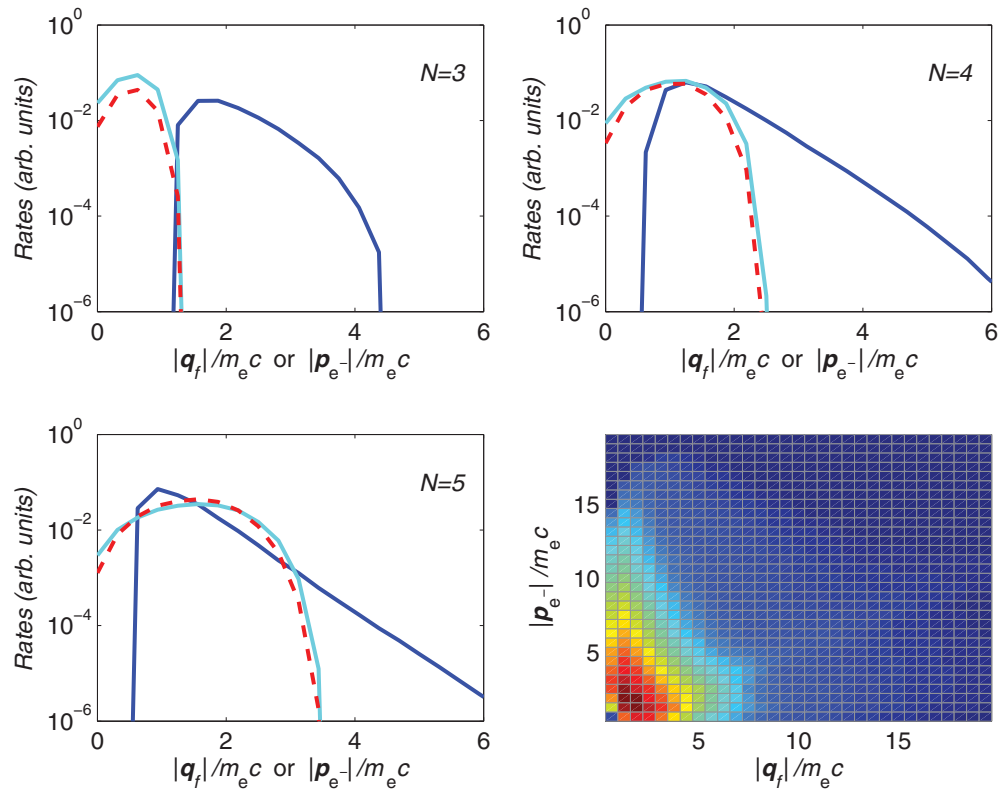 10^0
10^-2
10^-4
10^-6
Rates (arb. units)
N=3
0 2 4 6
|q_f|/m_e c or |p_e-|/m_e c
10^0
10^-2
10^-4
10^-6
Rates (arb. units)
N=4
0 2 4 6
|q_f|/m_e c or |p_e-|/m_e c
10^0
10^-2
10^-4
10^-6
Rates (arb. units)
N=5
0 2 4 6
|q_f|/m_e c or |p_e-|/m_e c
15
10
5
|p_e-|/m_e c
5 10 15
|q_f|/m_e c